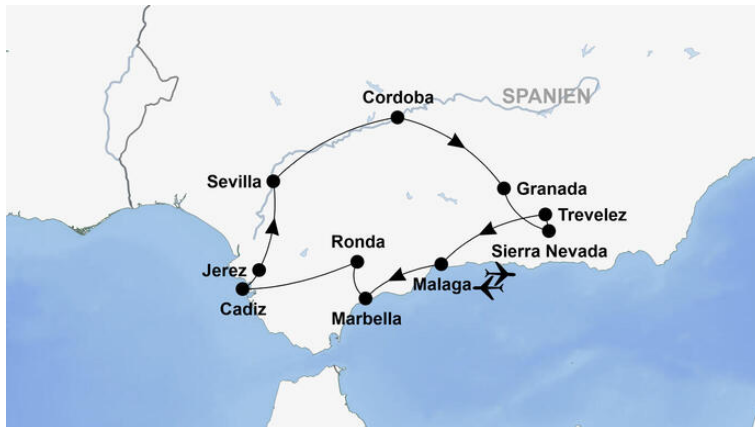 Cordoba
SPANIEN
Sevilla
Granada
Trevelez
Ronda
Sierra Nevada
Jerez
Malaga
Cadiz
Marbella